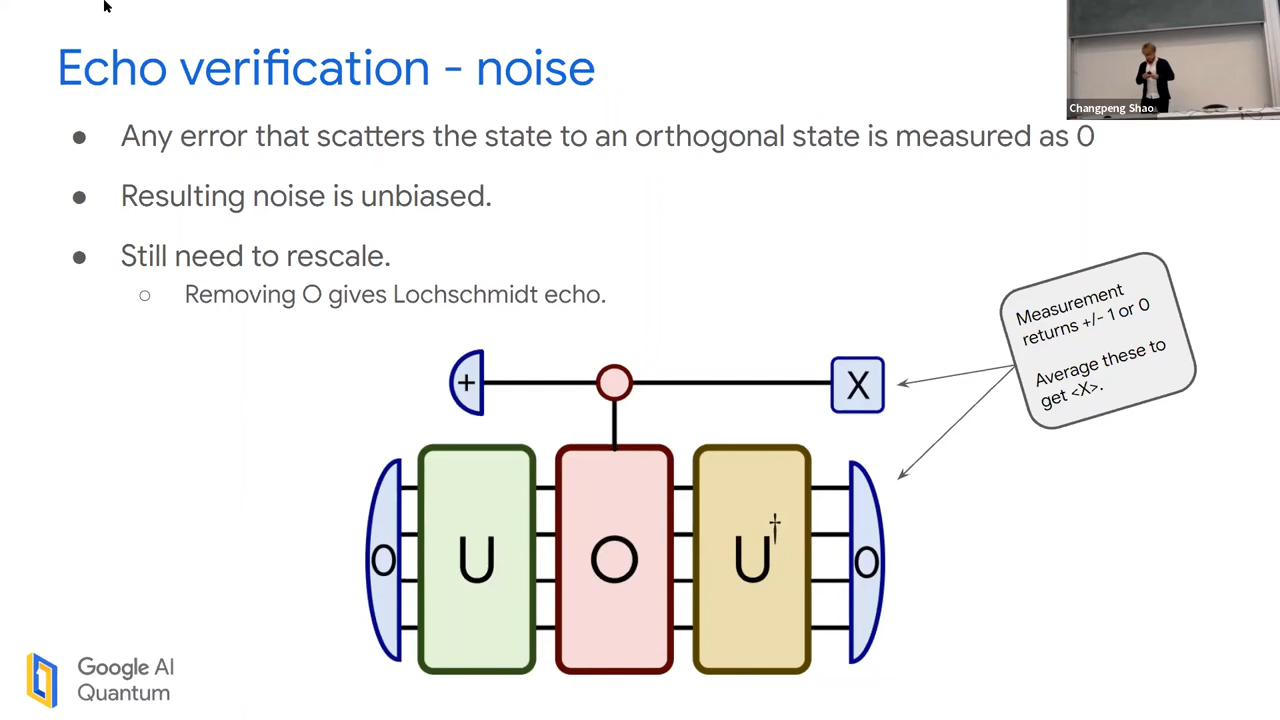 Echo verification - noise
Changpeng Shao
● Any error that scatters the state to an orthogonal state is measured as 0
● Resulting noise is unbiased.
● Still need to rescale.
○ Removing O gives Lochschmidt echo.
Measurement
returns +/- 1 or 0
Average these to
get <X>.
+
X
0
U
O
U†
0
Google AI
Quantum